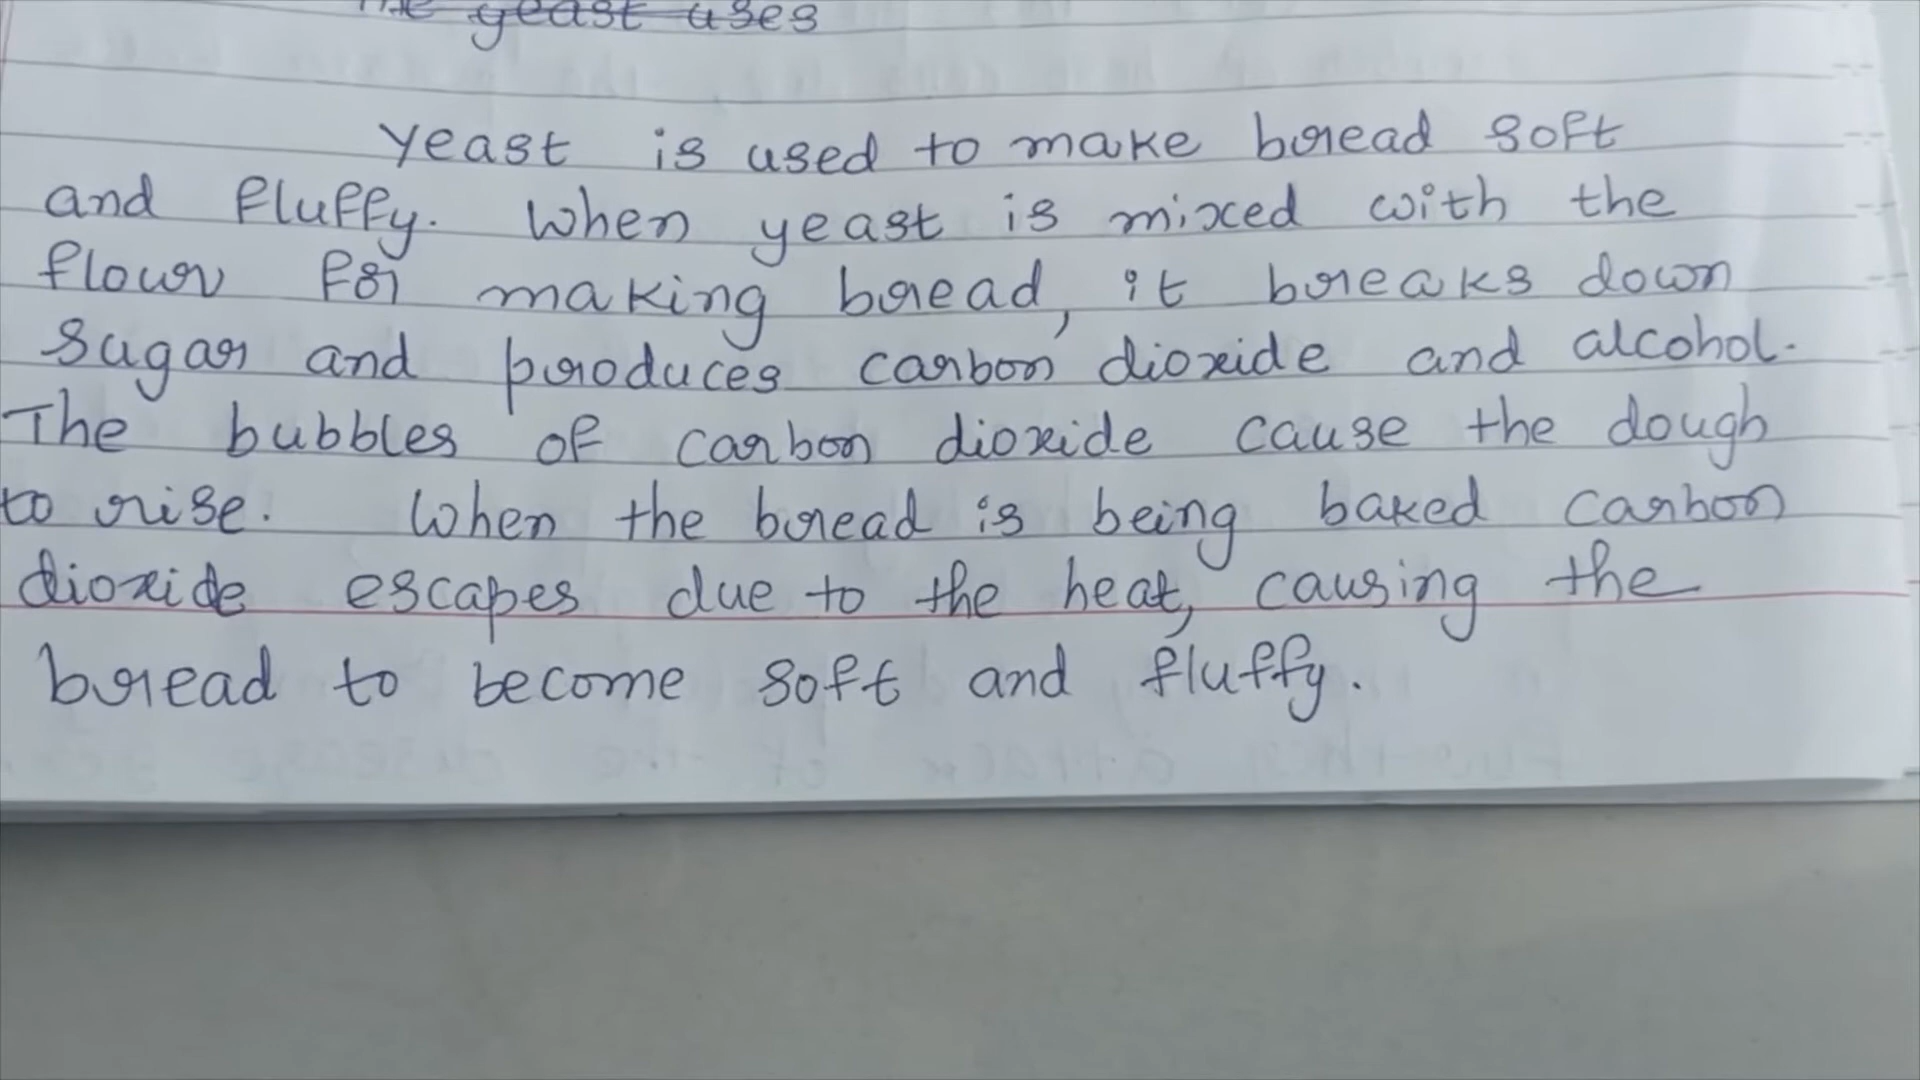 the yeast uses
Yeast is used to make bread soft
and fluffy. When yeast is mixed with the
flour for making bread, it breaks down
sugar and produces carbon dioxide and alcohol.
The bubbles of carbon dioxide cause the dough
to rise. When the bread is being baked carbon
dioxide escapes due to the heat, causing the
bread to become soft and fluffy.